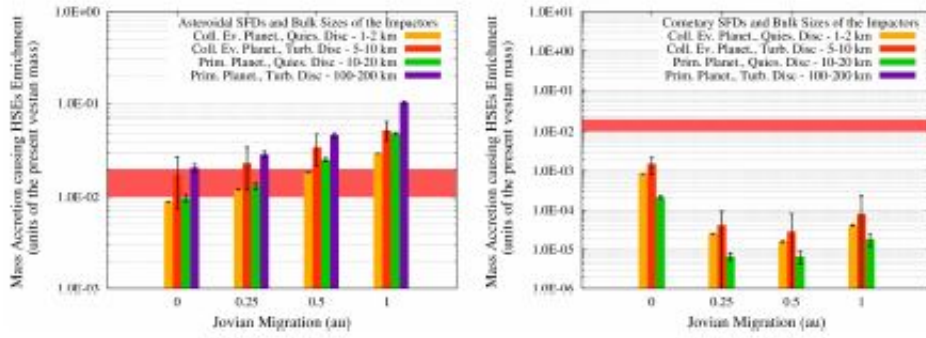 Mass Accretion causing HSEs Enrichment
(units of the present vestan mass)
1.0E+00
1.0E-01
1.0E-02
1.0E-03
Asteroidal SFDs and Bulk Sizes of the Impactors
Coll. Ev. Planet., Quies. Disc - 1-2 km
Coll. Ev. Planet., Turb. Disc - 5-10 km
Prim. Planet., Quies. Disc - 10-20 km
Prim. Planet., Turb. Disc - 100-200 km
0 0.25 0.5 1
Jovian Migration (au)
Mass Accretion causing HSEs Enrichment
(units of the present vestan mass)
1.0E+01
1.0E+00
1.0E-01
1.0E-02
1.0E-03
1.0E-04
1.0E-05
1.0E-06
Cometary SFDs and Bulk Sizes of the Impactors
Coll. Ev. Planet., Quies. Disc - 1-2 km
Coll. Ev. Planet., Turb. Disc - 5-10 km
Prim. Planet., Quies. Disc - 10-20 km
Prim. Planet., Turb. Disc - 100-200 km
0 0.25 0.5 1
Jovian Migration (au)